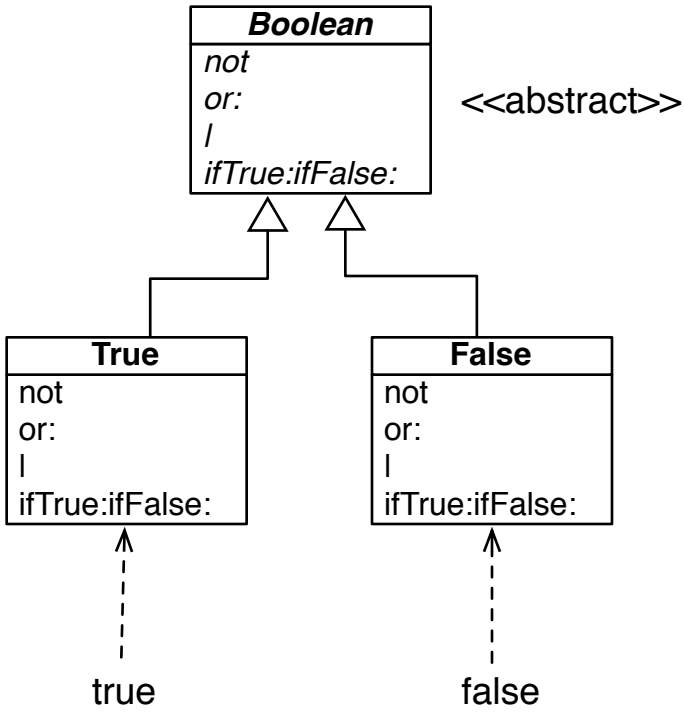 Boolean
not
or:
|
ifTrue:ifFalse:
<<abstract>>
True
not
or:
|
ifTrue:ifFalse:
False
not
or:
|
ifTrue:ifFalse:
true
false